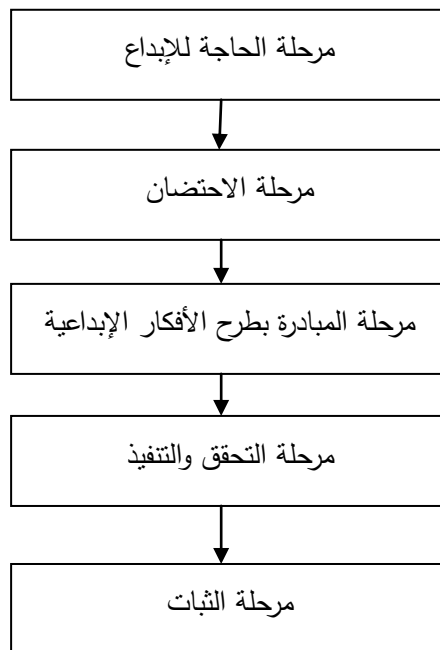 مرحلة الحاجة للإبداع
مرحلة الاحتضان
مرحلة المبادرة بطرح الأفكار الإبداعية
مرحلة التحقق والتنفيذ
مرحلة الثبات